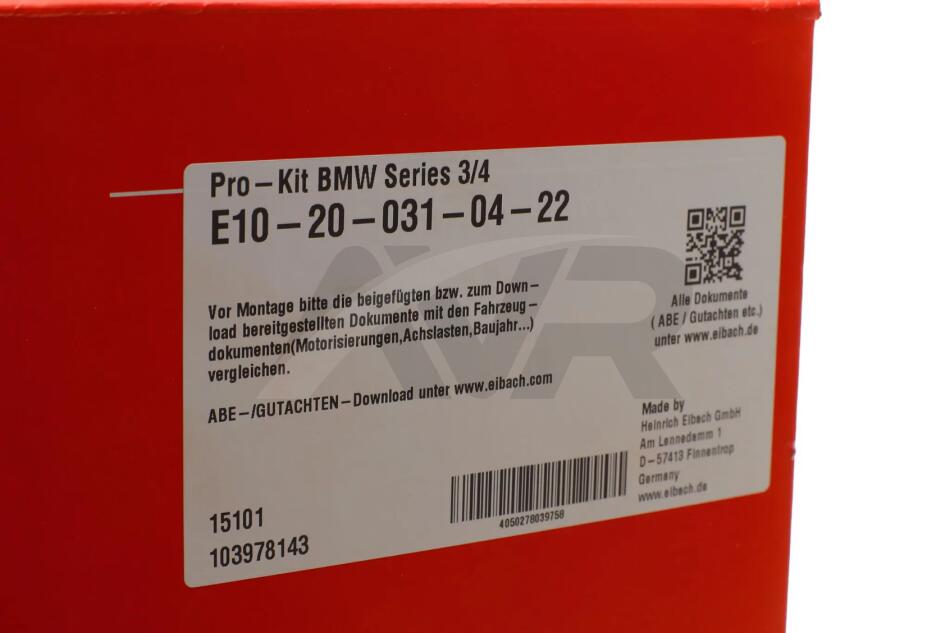 Pro-Kit BMW Series 3/4
E10-20-031-04-22
Vor Montage bitte die beigefügten bzw. zum Down-
load bereitgestellten Dokumente mit den Fahrzeug-
dokumenten(Motorisierungen,Achslasten,Baujahr...)
vergleichen.
ABE-/GUTACHTEN-Download unter www.eibach.com
Alle Dokumente
(ABE / Gutachten etc.)
unter www.eibach.de
Made by
Heinrich Eibach GmbH
Am Lennedamm 1
D-57413 Finnentrop
Germany
www.eibach.de
4050278039758
15101
103978143
AVR